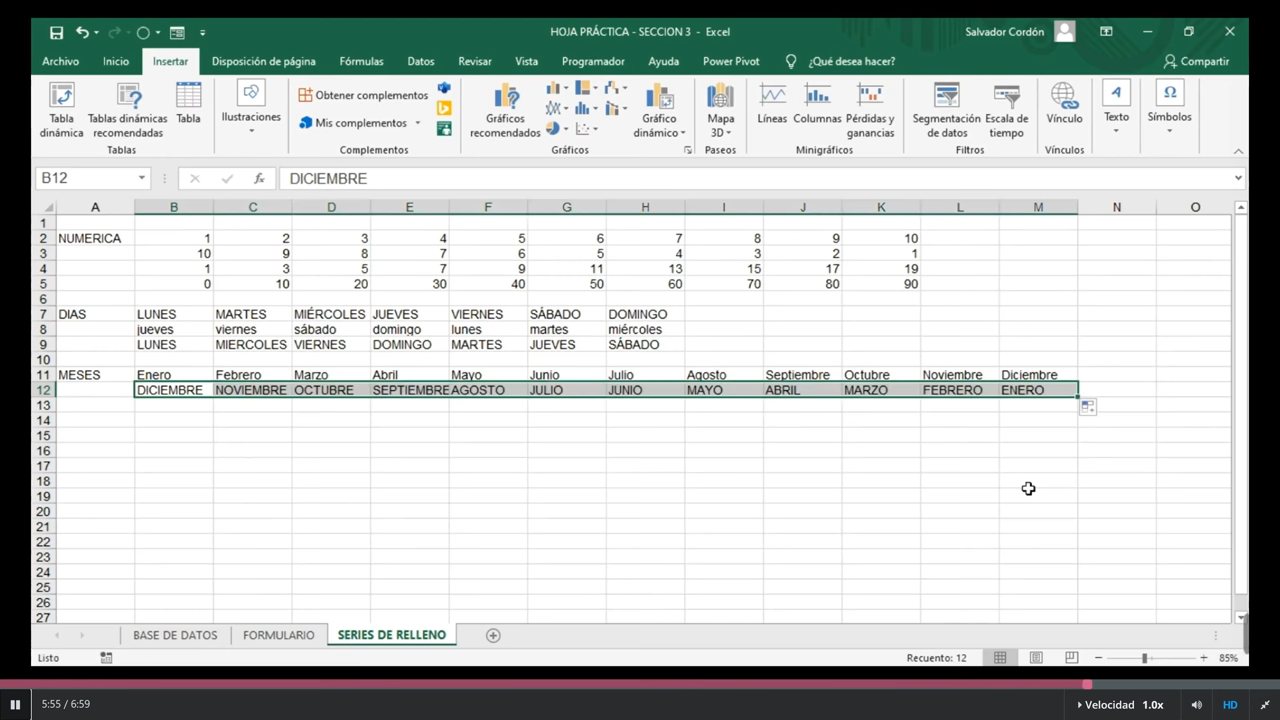 HOJA PRÁCTICA - SECCION 3 - Excel
Salvador Cordón
Archivo Inicio Insertar Disposición de página Fórmulas Datos Revisar Vista Programador Ayuda Power Pivot ¿Qué desea hacer? Compartir
Tabla dinámica
Tablas dinámicas recomendadas
Tabla
Tablas
Ilustraciones
Obtener complementos
Mis complementos
Complementos
Gráficos recomendados
Gráfico dinámico
Gráficos
Mapa 3D
Paseos
Líneas
Columnas
Pérdidas y ganancias
Minigráficos
Segmentación de datos
Escala de tiempo
Filtros
Vínculo
Vínculos
A
Texto
Ω
Símbolos
B12 fx DICIEMBRE
A B C D E F G H I J K L M N O
1
2 NUMERICA 1 2 3 4 5 6 7 8 9 10
3 10 9 8 7 6 5 4 3 2 1
4 1 3 5 7 9 11 13 15 17 19
5 0 10 20 30 40 50 60 70 80 90
6
7 DIAS LUNES MARTES MIÉRCOLES JUEVES VIERNES SÁBADO DOMINGO
8 jueves viernes sábado domingo lunes martes miércoles
9 LUNES MIERCOLES VIERNES DOMINGO MARTES JUEVES SÁBADO
10
11 MESES Enero Febrero Marzo Abril Mayo Junio Julio Agosto Septiembre Octubre Noviembre Diciembre
12 DICIEMBRE NOVIEMBRE OCTUBRE SEPTIEMBRE AGOSTO JULIO JUNIO MAYO ABRIL MARZO FEBRERO ENERO
13
14
15
16
17
18
19
20
21
22
23
24
25
26
27
BASE DE DATOS FORMULARIO SERIES DE RELLENO
Listo Recuento: 12 85%
5:55 / 6:59 Velocidad 1.0x HD